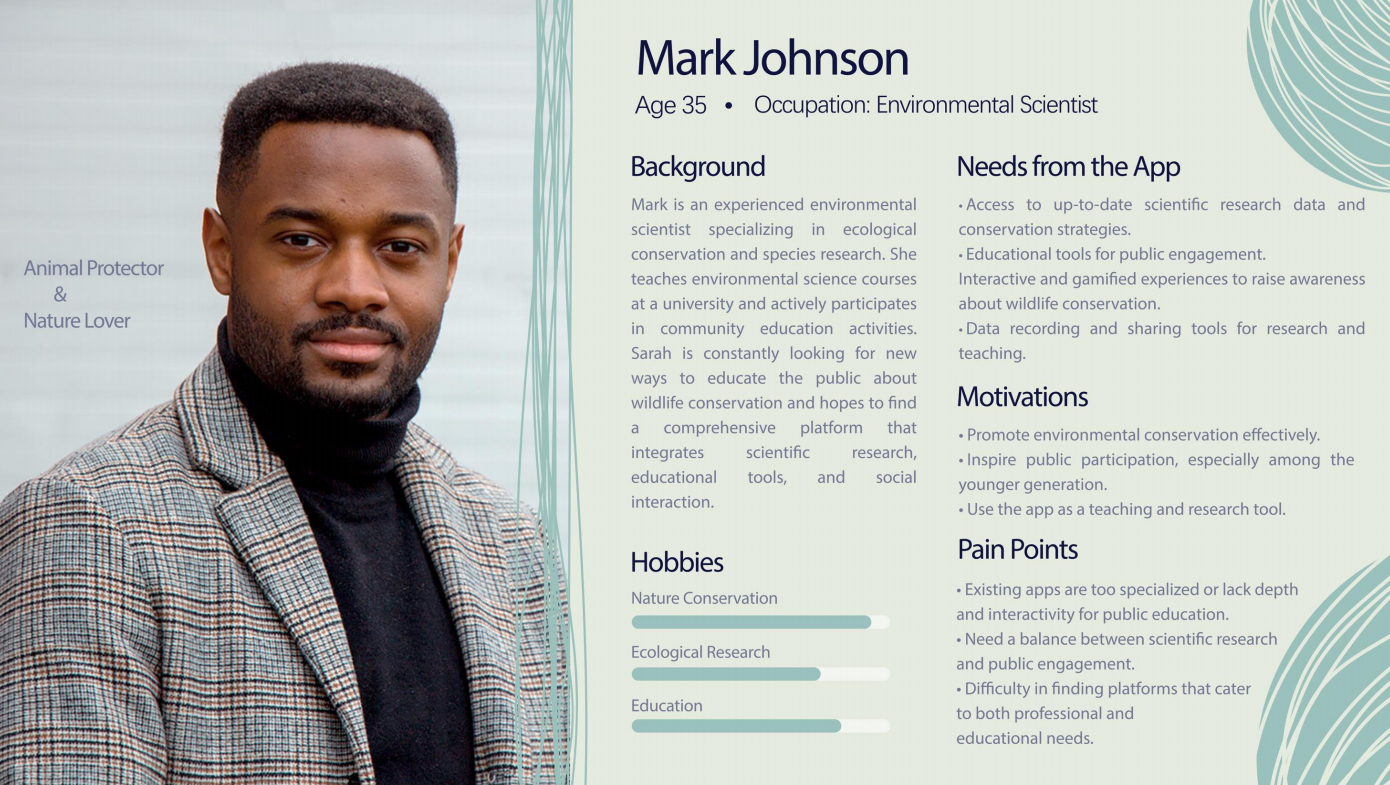 Animal Protector
&
Nature Lover
Mark Johnson
Age 35 • Occupation: Environmental Scientist
Background
Mark is an experienced environmental
scientist specializing in ecological
conservation and species research. She
teaches environmental science courses
at a university and actively participates
in community education activities.
Sarah is constantly looking for new
ways to educate the public about
wildlife conservation and hopes to find
a comprehensive platform that
integrates scientific research,
educational tools, and social
interaction.
Hobbies
Nature Conservation
Ecological Research
Education
Needs from the App
• Access to up-to-date scientific research data and
conservation strategies.
• Educational tools for public engagement.
Interactive and gamified experiences to raise awareness
about wildlife conservation.
• Data recording and sharing tools for research and
teaching.
Motivations
• Promote environmental conservation effectively.
• Inspire public participation, especially among the
younger generation.
• Use the app as a teaching and research tool.
Pain Points
• Existing apps are too specialized or lack depth
and interactivity for public education.
• Need a balance between scientific research
and public engagement.
• Difficulty in finding platforms that cater
to both professional and
educational needs.